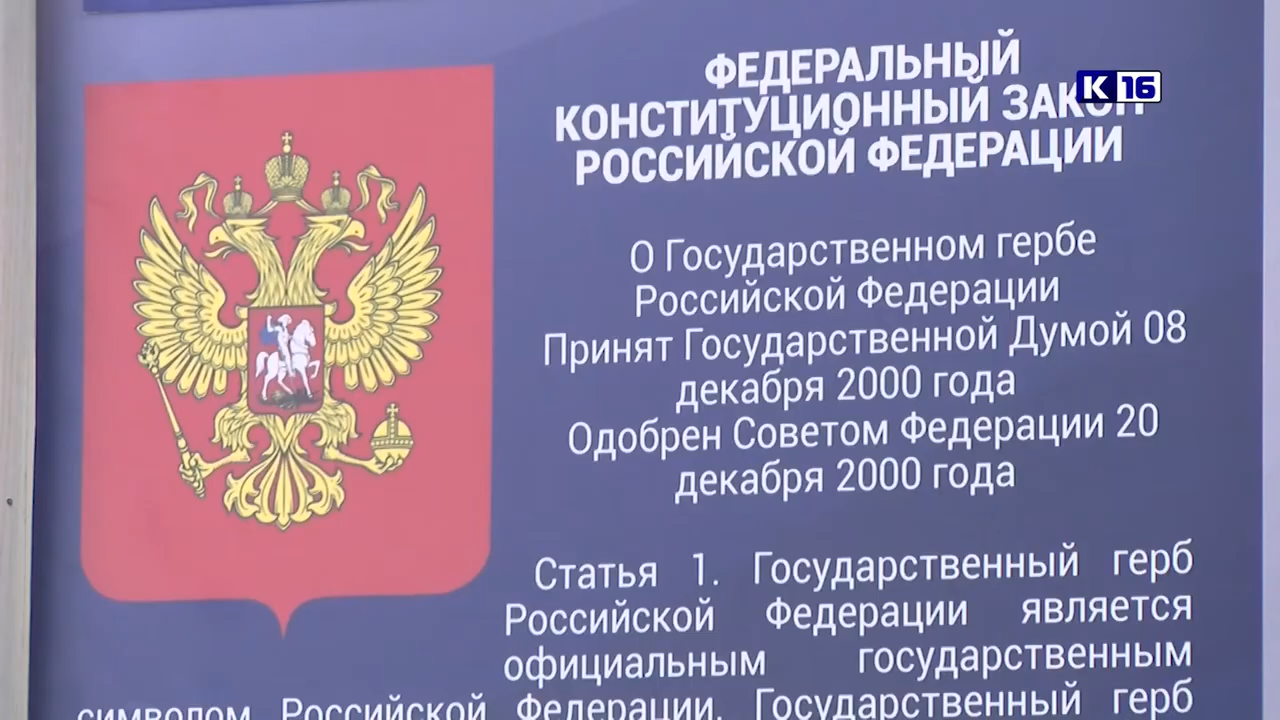 К 16
ФЕДЕРАЛЬНЫЙ
КОНСТИТУЦИОННЫЙ ЗАКОН
РОССИЙСКОЙ ФЕДЕРАЦИИ
О Государственном гербе
Российской Федерации
Принят Государственной Думой 08
декабря 2000 года
Одобрен Советом Федерации 20
декабря 2000 года
Статья 1. Государственный герб
Российской Федерации является
официальным государственным
символом Российской Федерации. Государственный герб